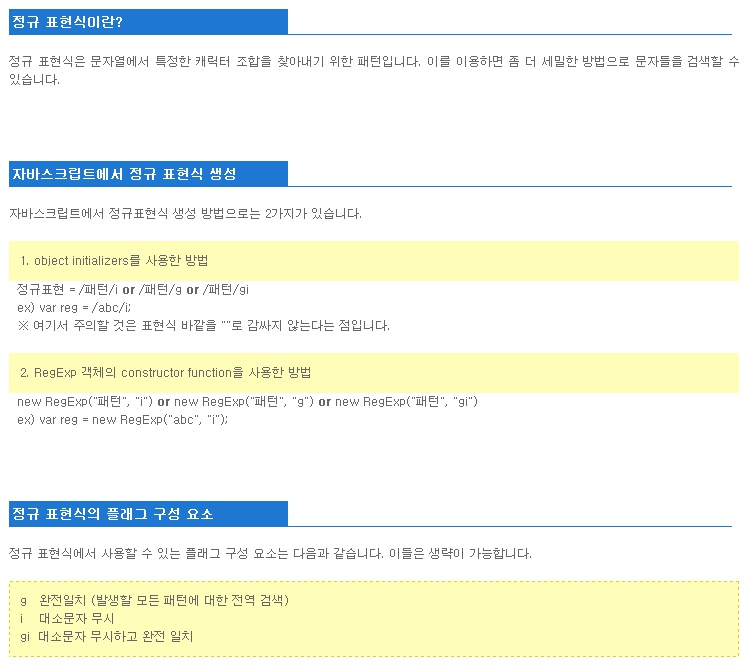 정규 표현식이란?
정규 표현식은 문자열에서 특정한 캐릭터 조합을 찾아내기 위한 패턴입니다. 이를 이용하면 좀 더 세밀한 방법으로 문자들을 검색할 수
있습니다.
자바스크립트에서 정규 표현식 생성
자바스크립트에서 정규표현식 생성 방법으로는 2가지가 있습니다.
1. object initializers를 사용한 방법
정규표현 = /패턴/i or /패턴/g or /패턴/gi
ex) var reg = /abc/i;
※ 여기서 주의할 것은 표현식 바깥을 ""로 감싸지 않는다는 점입니다.
2. RegExp 객체의 constructor function을 사용한 방법
new RegExp("패턴", "i") or new RegExp("패턴", "g") or new RegExp("패턴", "gi")
ex) var reg = new RegExp("abc", "i");
정규 표현식의 플래그 구성 요소
정규 표현식에서 사용할 수 있는 플래그 구성 요소는 다음과 같습니다. 이들은 생략이 가능합니다.
g 완전일치 (발생할 모든 패턴에 대한 전역 검색)
i 대소문자 무시
gi 대소문자 무시하고 완전 일치